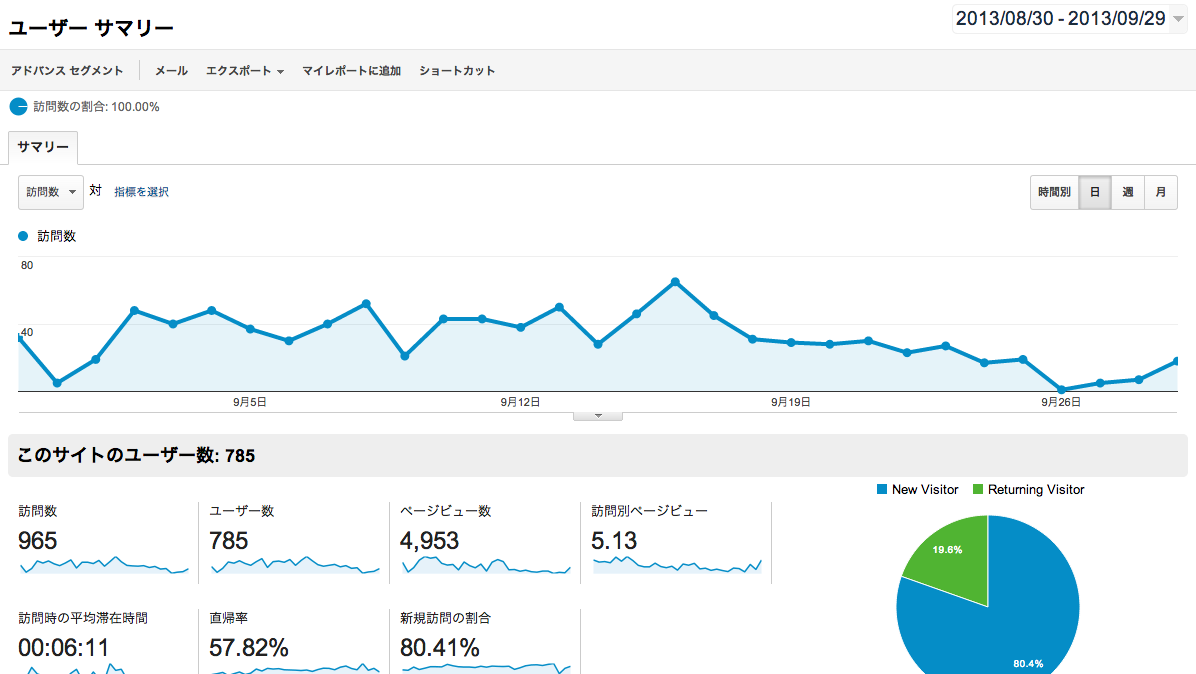 ユーザー サマリー
2013/08/30 - 2013/09/29
アドバンス セグメント メール エクスポート マイレポートに追加 ショートカット
訪問数の割合: 100.00%
サマリー
訪問数 対 指標を選択 時間別 日 週 月
訪問数
80
40
9月5日 9月12日 9月19日 9月26日
このサイトのユーザー数: 785
New Visitor Returning Visitor
訪問数 ユーザー数 ページビュー数 訪問別ページビュー
965 785 4,953 5.13
19.6%
訪問時の平均滞在時間 直帰率 新規訪問の割合
00:06:11 57.82% 80.41%
80.4%